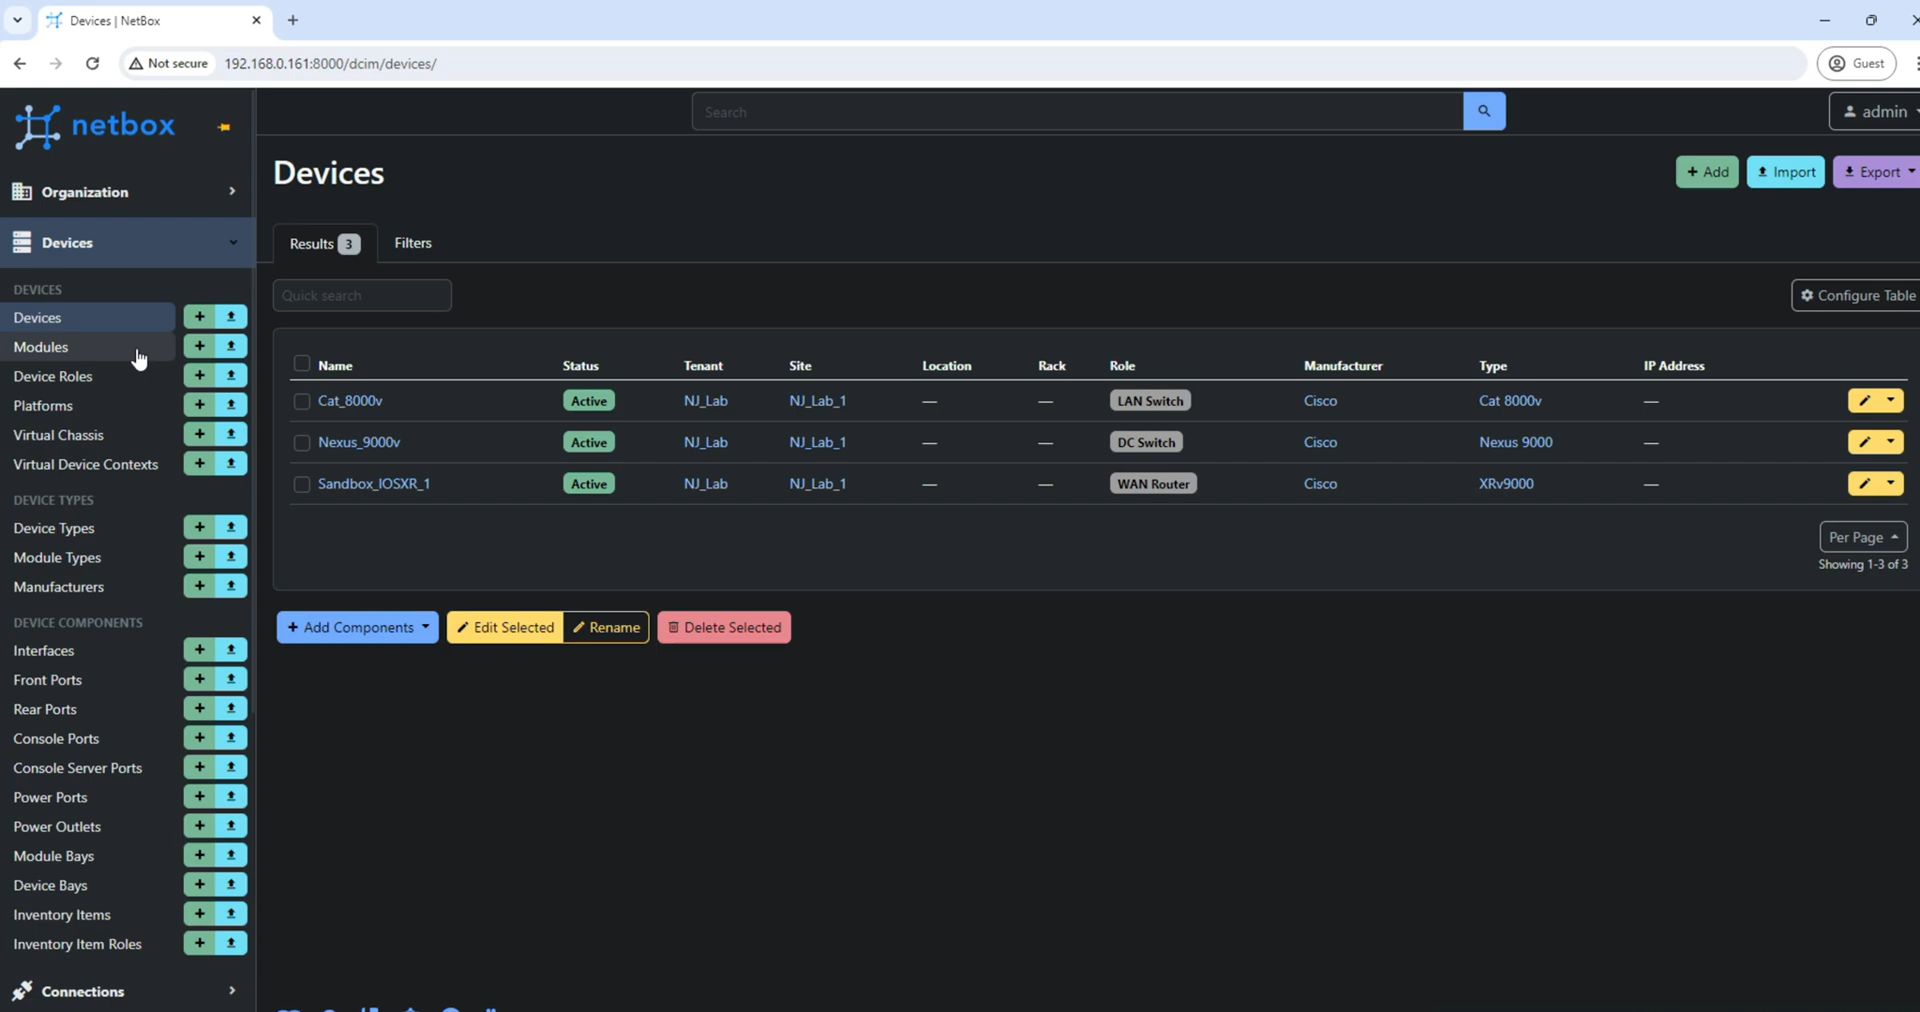 Devices | NetBox
Not secure 192.168.0.161:8000/dcim/devices/ Guest
netbox
Search
admin
Organization
Devices
DEVICES
Devices
Modules
Device Roles
Platforms
Virtual Chassis
Virtual Device Contexts
DEVICE TYPES
Device Types
Module Types
Manufacturers
DEVICE COMPONENTS
Interfaces
Front Ports
Rear Ports
Console Ports
Console Server Ports
Power Ports
Power Outlets
Module Bays
Device Bays
Inventory Items
Inventory Item Roles
Connections
Devices
+ Add Import Export
Results 3 Filters
Quick search
Configure Table
Name Status Tenant Site Location Rack Role Manufacturer Type IP Address
Cat_8000v Active NJ_Lab NJ_Lab_1 — — LAN Switch Cisco Cat 8000v —
Nexus_9000v Active NJ_Lab NJ_Lab_1 — — DC Switch Cisco Nexus 9000 —
Sandbox_IOSXR_1 Active NJ_Lab NJ_Lab_1 — — WAN Router Cisco XRv9000 —
Per Page
Showing 1-3 of 3
+ Add Components Edit Selected Rename Delete Selected